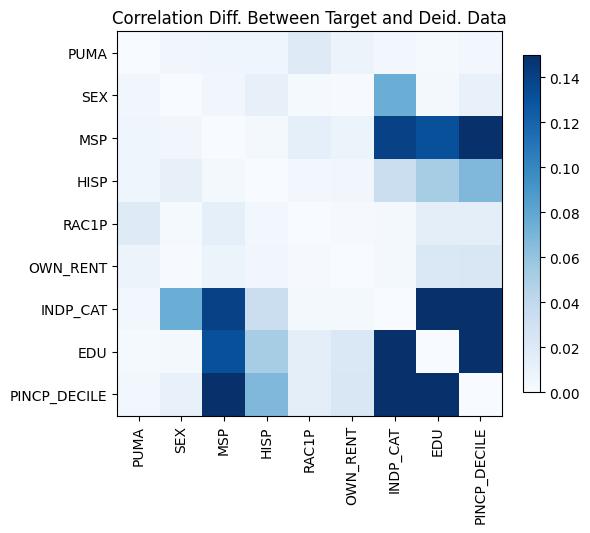 Correlation Diff. Between Target and Deid. Data
PUMA
SEX
MSP
HISP
RAC1P
OWN_RENT
INDP_CAT
EDU
PINCP_DECILE
PUMA
SEX
MSP
HISP
RAC1P
OWN_RENT
INDP_CAT
EDU
PINCP_DECILE
0.14
0.12
0.10
0.08
0.06
0.04
0.02
0.00